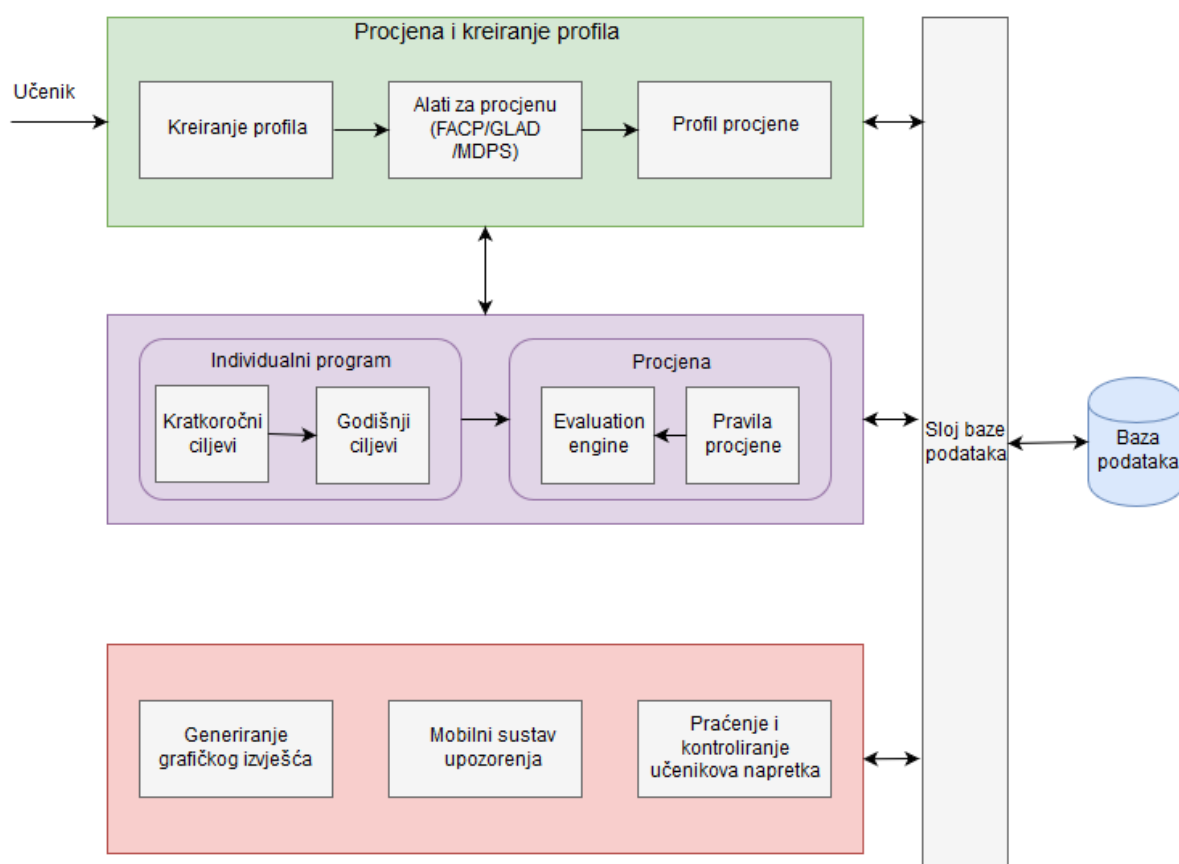 Procjena i kreiranje profila
Učenik
Kreiranje profila
Alati za procjenu
(FACP/GLAD
/MDPS)
Profil procjene
Individualni program
Kratkoročni
ciljevi
Godišnji
ciljevi
Procjena
Evaluation
engine
Pravila
procjene
Sloj baze
podataka
Baza
podataka
Generiranje
grafičkog izvješća
Mobilni sustav
upozorenja
Praćenje i
kontroliranje
učenikova napretka